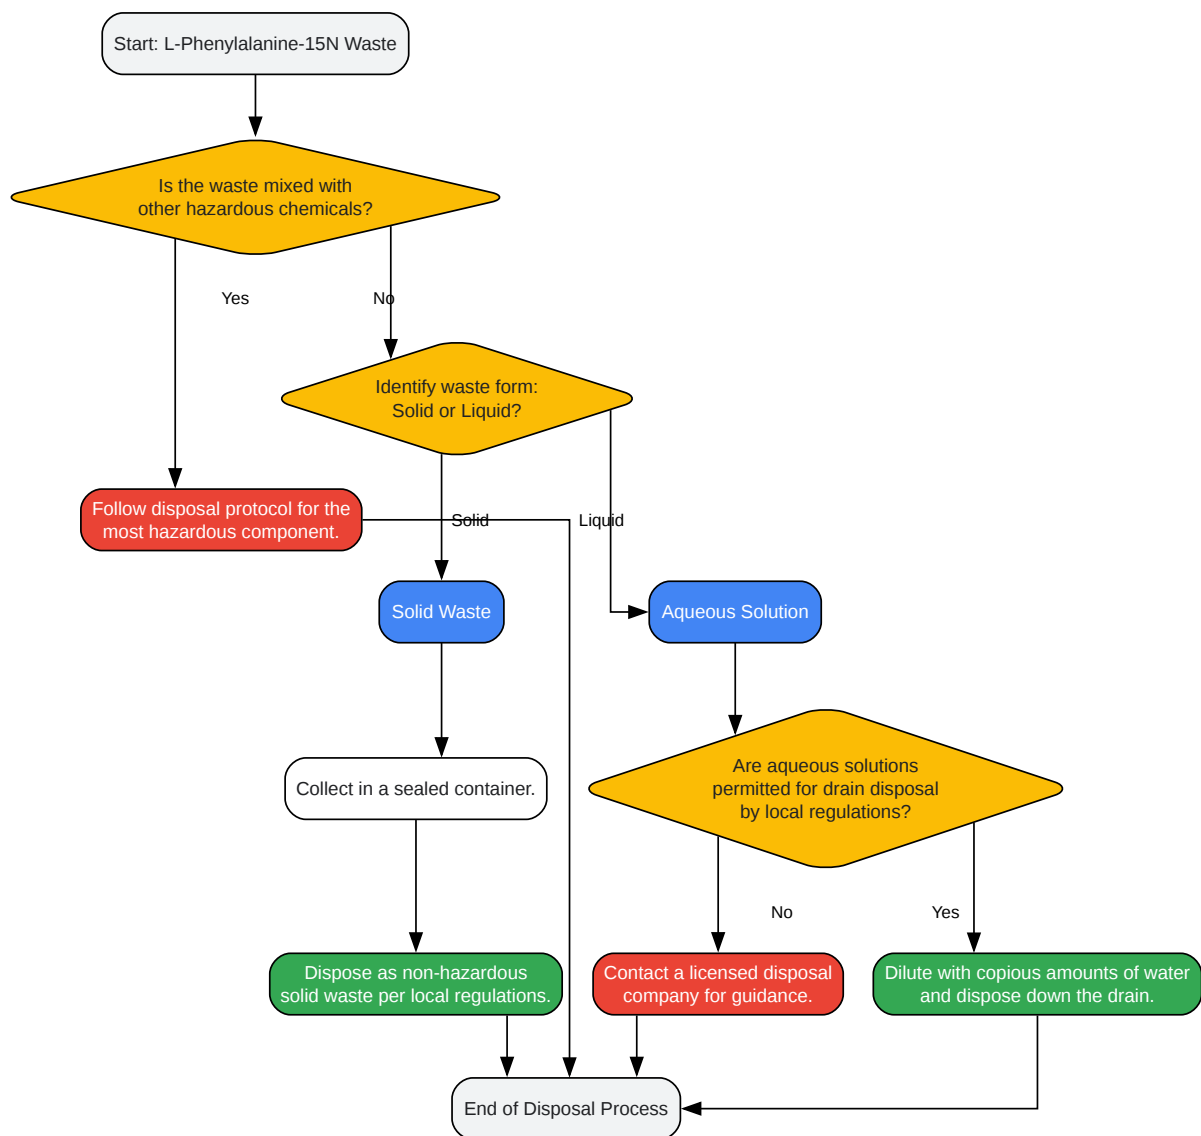 Start: L-Phenylalanine-15N Waste
Is the waste mixed with
other hazardous chemicals?
Yes
No
Identify waste form:
Solid or Liquid?
Follow disposal protocol for the
most hazardous component.
Solid
Liquid
Solid Waste
Aqueous Solution
Collect in a sealed container.
Are aqueous solutions
permitted for drain disposal
by local regulations?
No
Yes
Dispose as non-hazardous
solid waste per local regulations.
Contact a licensed disposal
company for guidance.
Dilute with copious amounts of water
and dispose down the drain.
End of Disposal Process